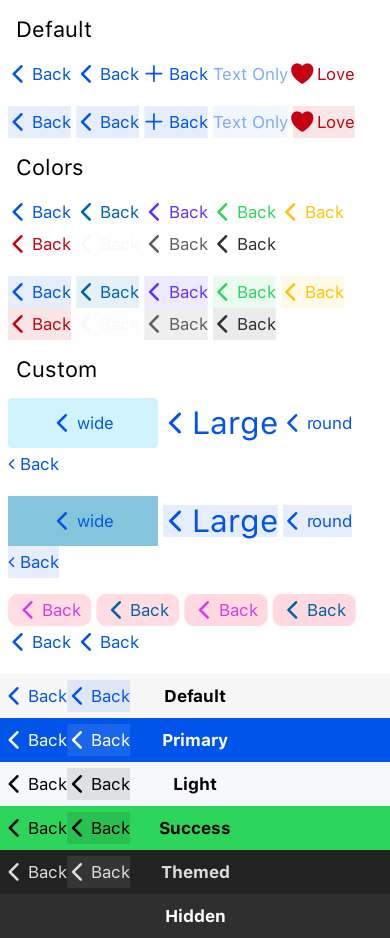 Default
Back Back Back Text Only Love
Back Back Back Text Only Love
Colors
Back Back Back Back Back
Back Back Back Back
Back Back Back Back Back
Back Back Back Back
Custom
wide Large round
Back
wide Large round
Back
Back Back Back Back
Back Back
Back Back Default
Back Back Primary
Back Back Light
Back Back Success
Back Back Themed
Hidden